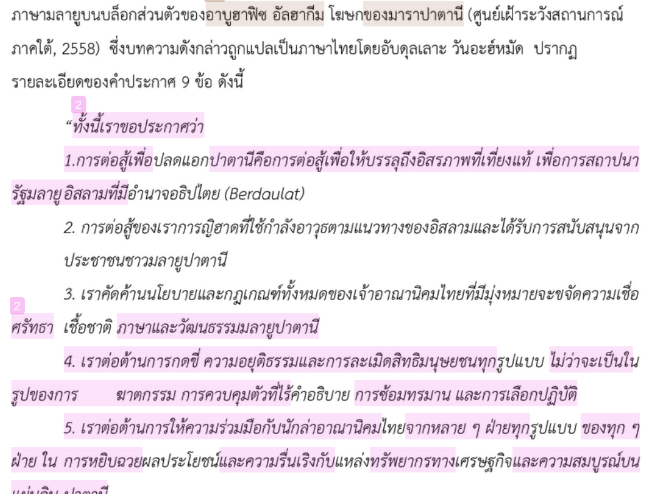 ภาษามลายูบนบล็อกส่วนตัวของอาบูฮาฟิซ อัลฮากีม โฆษกของมาราปาตานี (ศูนย์เฝ้าระวังสถานการณ์
ภาคใต้, 2558) ซึ่งบทความดังกล่าวถูกแปลเป็นภาษาไทยโดยอับดุลเลาะ วันอะฮ์หมัด ปรากฏ
รายละเอียดของคำประกาศ 9 ข้อ ดังนี้
2
“ทั้งนี้เราขอประกาศว่า
1.การต่อสู้เพื่อปลดแอกปาตานีคือการต่อสู้เพื่อให้บรรลุถึงอิสรภาพที่เที่ยงแท้ เพื่อการสถาปนา
รัฐมลายูอิสลามที่มีอำนาจอธิปไตย (Berdaulat)
2. การต่อสู้ของเราการญิฮาดที่ใช้กำลังอาวุธตามแนวทางของอิสลามและได้รับการสนับสนุนจาก
ประชาชนชาวมลายูปาตานี
3. เราคัดค้านนโยบายและกฎเกณฑ์ทั้งหมดของเจ้าอาณานิคมไทยที่มีมุ่งหมายจะขจัดความเชื่อ
2
ศรัทธา เชื้อชาติ ภาษาและวัฒนธรรมมลายูปาตานี
4. เราต่อต้านการกดขี่ ความอยุติธรรมและการละเมิดสิทธิมนุษยชนทุกรูปแบบ ไม่ว่าจะเป็นใน
รูปของการ ฆาตกรรม การควบคุมตัวที่ไร้คำอธิบาย การซ้อมทรมาน และการเลือกปฏิบัติ
5. เราต่อต้านการให้ความร่วมมือกับนักล่าอาณานิคมไทยจากหลาย ๆ ฝ่ายทุกรูปแบบ ของทุก ๆ
ฝ่าย ใน การหยิบฉวยผลประโยชน์และความรื่นเริงกับแหล่งทรัพยากรทางเศรษฐกิจและความสมบูรณ์บน
แผ่นดิน ปาตานี